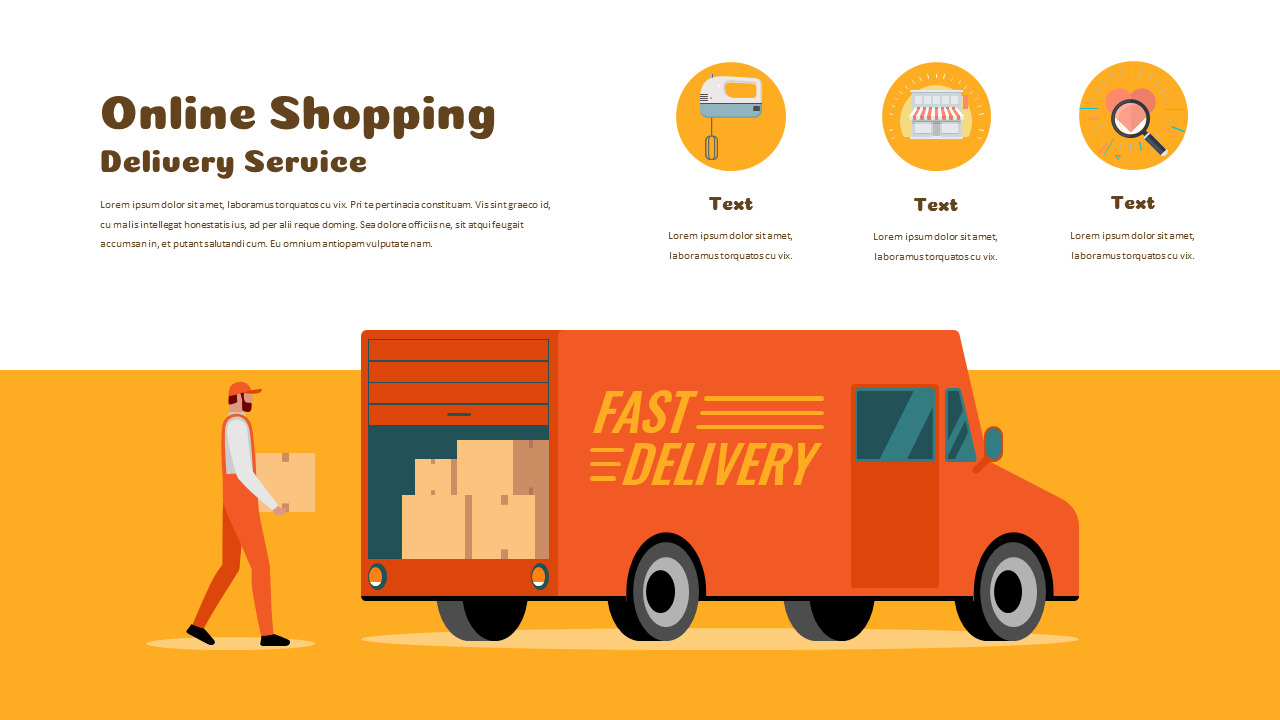 Online Shopping
Delivery Service
Lorem ipsum dolor sit amet, laboramus torquatos cu vix. Pri te pertinacia constituam. Vis sint graeco id,
cu malis intellegat honestatis ius, ad per alii reque doming. Sea dolore officiis ne, sit atqui feugait
accumsan in, et putant salutandi cum. Eu omnium antiopam vulputate nam.
Text
Lorem ipsum dolor sit amet,
laboramus torquatos cu vix.
Text
Lorem ipsum dolor sit amet,
laboramus torquatos cu vix.
Text
Lorem ipsum dolor sit amet,
laboramus torquatos cu vix.
FAST
DELIVERY